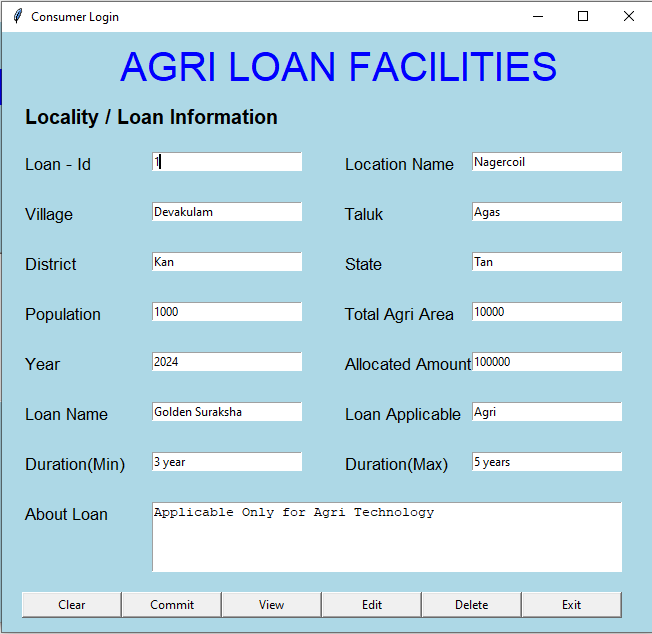 Consumer Login
AGRI LOAN FACILITIES
Locality / Loan Information
Loan - Id 1 Location Name Nagercoil
Village Devakulam Taluk Agas
District Kan State Tan
Population 1000 Total Agri Area 10000
Year 2024 Allocated Amount 100000
Loan Name Golden Suraksha Loan Applicable Agri
Duration(Min) 3 year Duration(Max) 5 years
About Loan Applicable Only for Agri Technology
Clear Commit View Edit Delete Exit